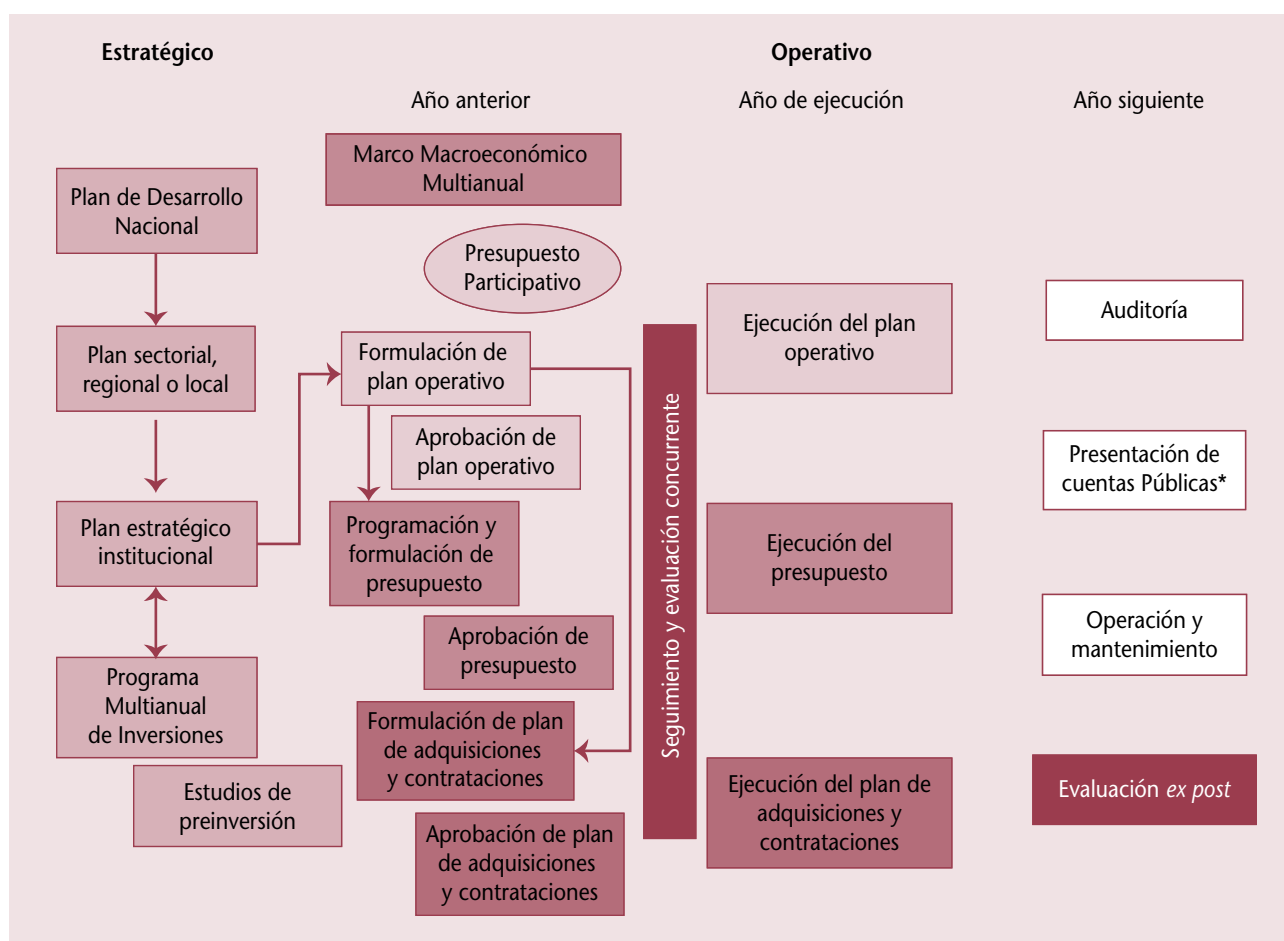 Estratégico
Operativo
Año anterior
Año de ejecución
Año siguiente
Plan de Desarrollo
Nacional
Plan sectorial,
regional o local
Plan estratégico
institucional
Programa
Multianual
de Inversiones
Estudios de
preinversión
Marco Macroeconómico
Multianual
Presupuesto
Participativo
Formulación de
plan operativo
Aprobación de
plan operativo
Programación y
formulación de
presupuesto
Aprobación de
presupuesto
Formulación de plan
de adquisiciones
y contrataciones
Aprobación de plan
de adquisiciones
y contrataciones
Seguimiento y evaluación concurrente
Ejecución del plan
operativo
Ejecución del
presupuesto
Ejecución del plan de
adquisiciones y
contrataciones
Auditoría
Presentación de
cuentas Públicas*
Operación y
mantenimiento
Evaluación ex post